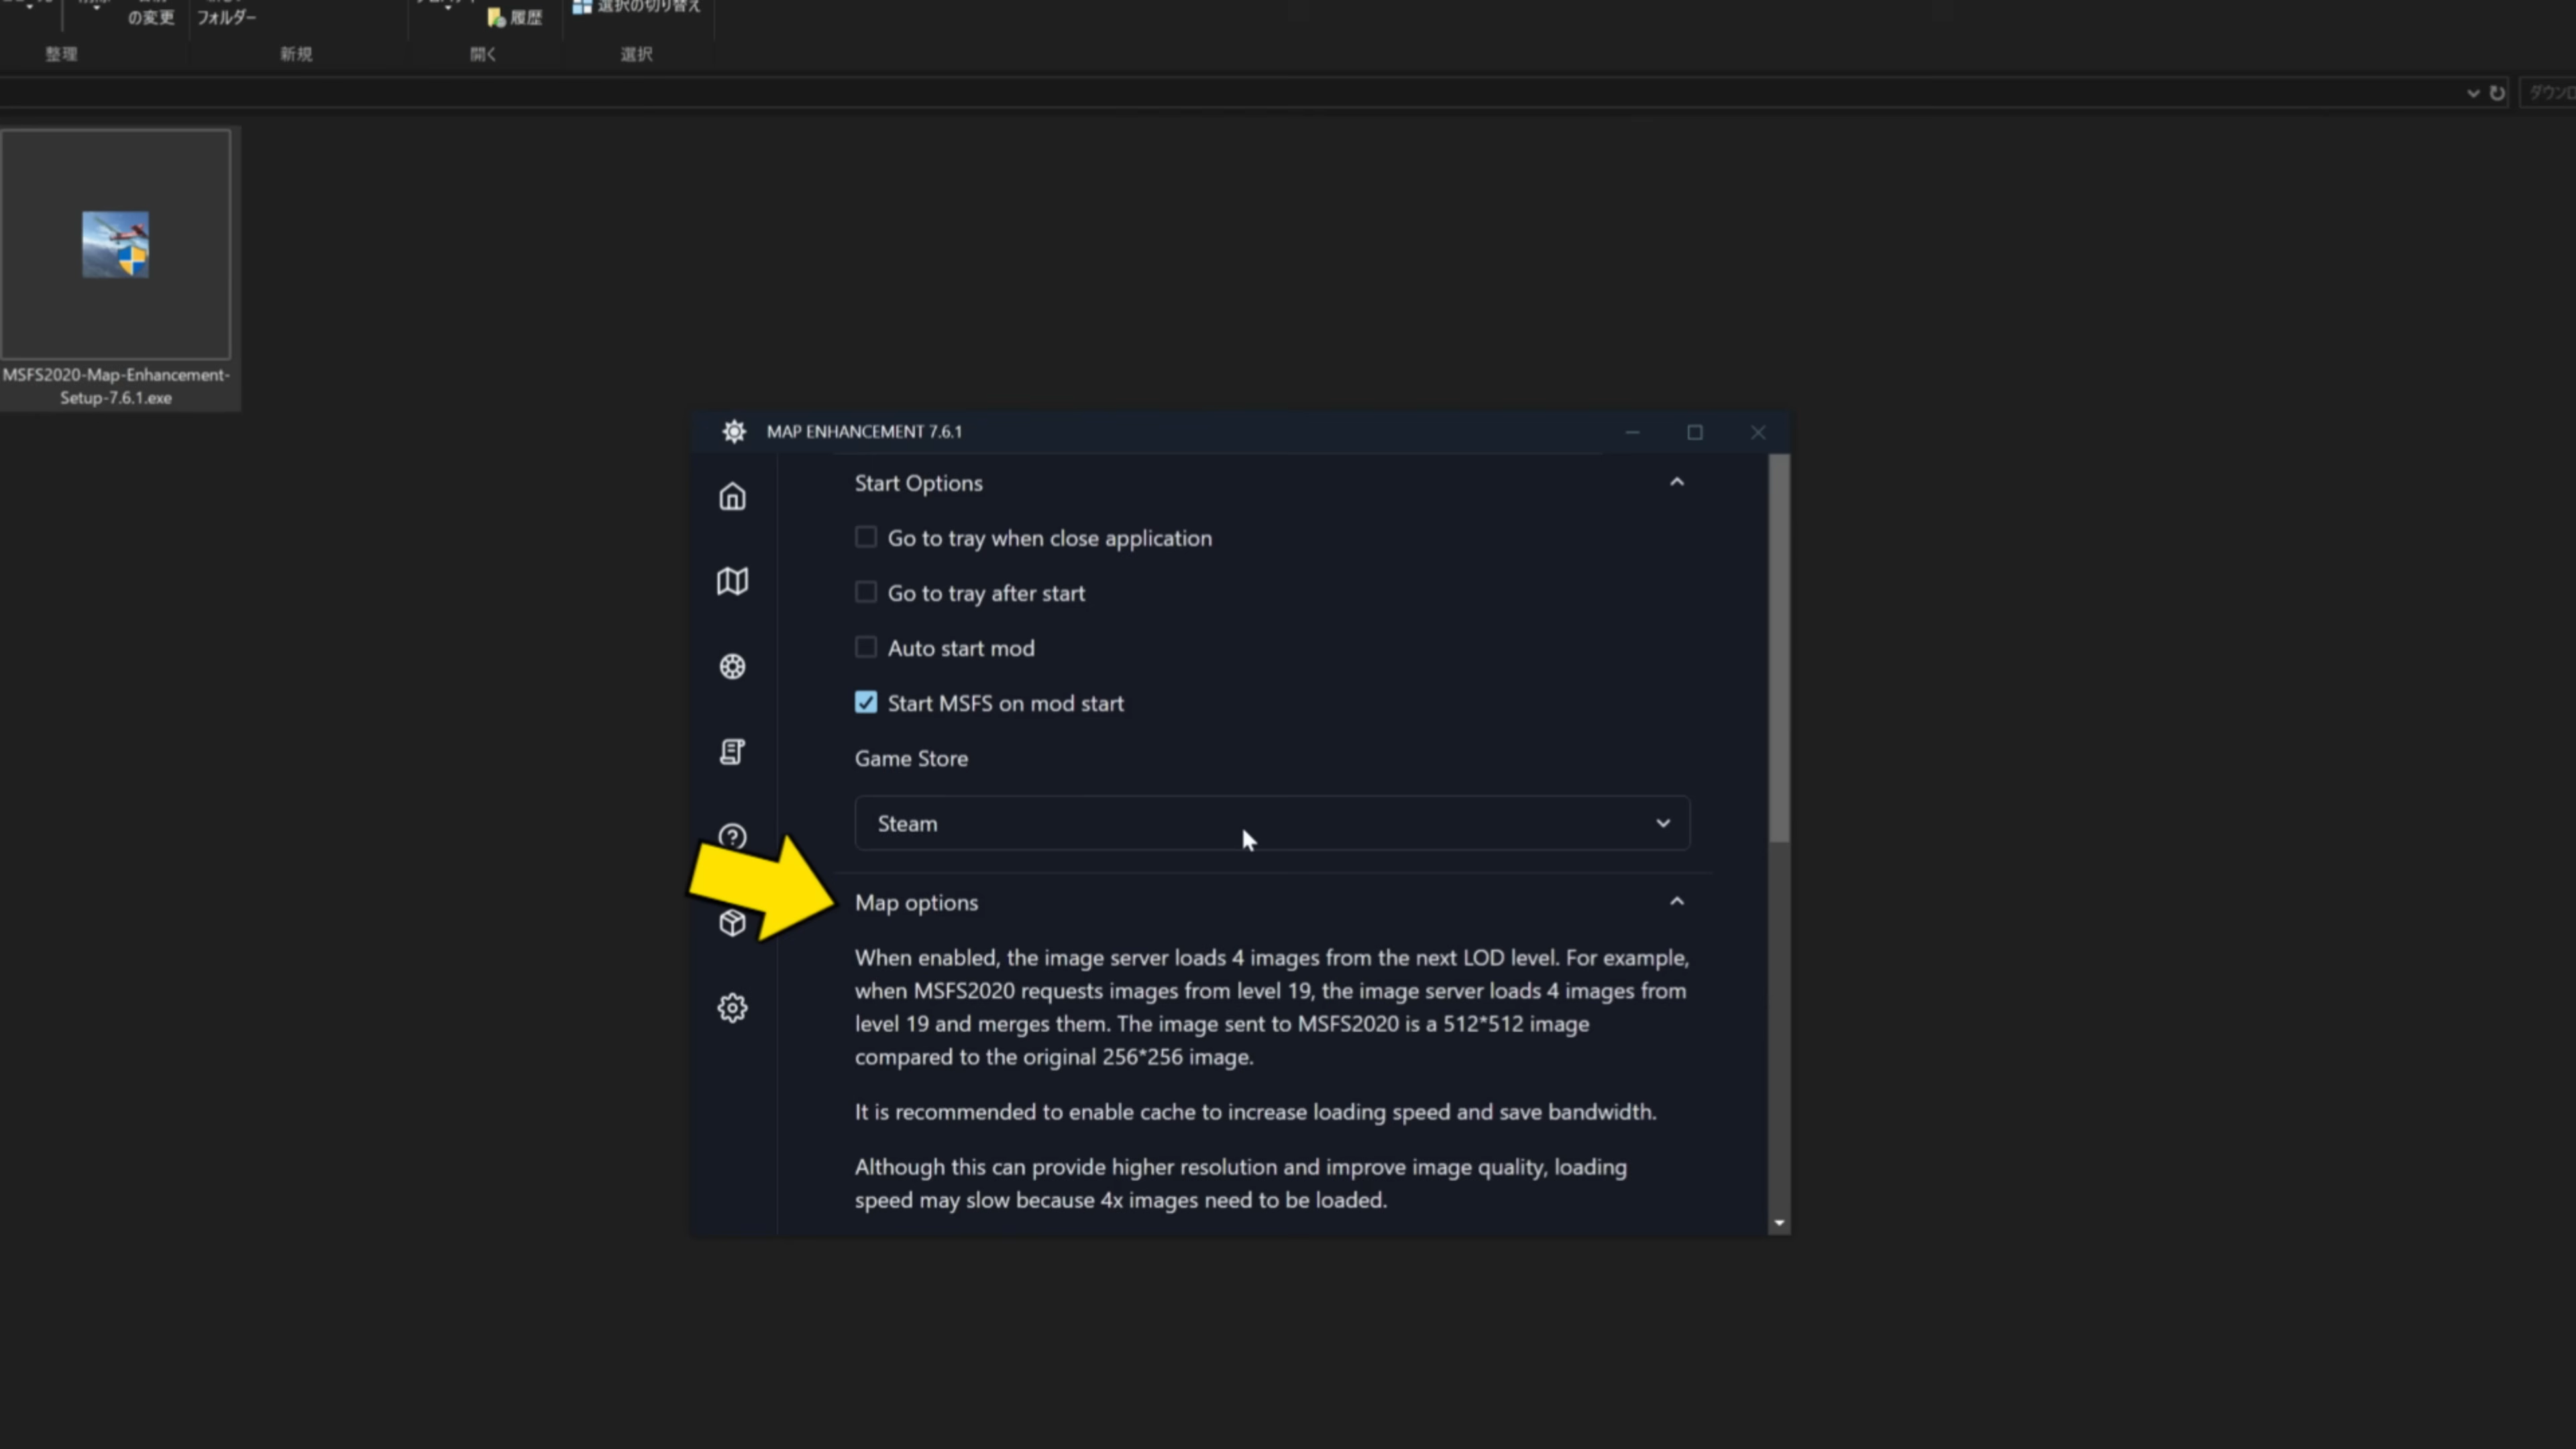 の変更
フォルダー
履歴
選択の切り替え
整理
新規
開く
選択
MSFS2020-Map-Enhancement-
Setup-7.6.1.exe
MAP ENHANCEMENT 7.6.1
Start Options
Go to tray when close application
Go to tray after start
Auto start mod
Start MSFS on mod start
Game Store
Steam
Map options
When enabled, the image server loads 4 images from the next LOD level. For example,
when MSFS2020 requests images from level 19, the image server loads 4 images from
level 19 and merges them. The image sent to MSFS2020 is a 512*512 image
compared to the original 256*256 image.
It is recommended to enable cache to increase loading speed and save bandwidth.
Although this can provide higher resolution and improve image quality, loading
speed may slow because 4x images need to be loaded.